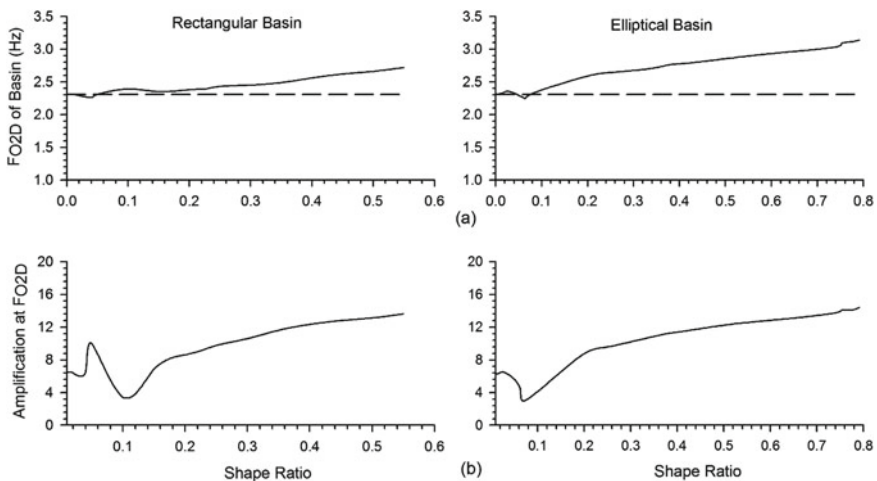 Rectangular Basin
Elliptical Basin
FO2D of Basin (Hz)
3.5
3.0
2.5
2.0
1.5
1.0
0.0 0.1 0.2 0.3 0.4 0.5 0.6
3.5
3.0
2.5
2.0
1.5
1.0
0.0 0.1 0.2 0.3 0.4 0.5 0.6 0.7 0.8
(a)
Amplification at FO2D
20
16
12
8
4
0
0.1 0.2 0.3 0.4 0.5 0.6
Shape Ratio
20
16
12
8
4
0
0.1 0.2 0.3 0.4 0.5 0.6 0.7 0.8
Shape Ratio
(b)